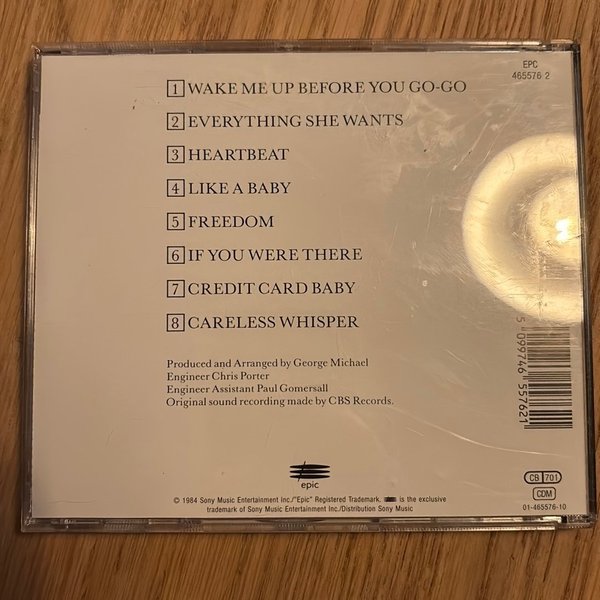 EPC
465576 2
1 WAKE ME UP BEFORE YOU GO-GO
2 EVERYTHING SHE WANTS
3 HEARTBEAT
4 LIKE A BABY
5 FREEDOM
6 IF YOU WERE THERE
7 CREDIT CARD BABY
8 CARELESS WHISPER
5 099746 557621
Produced and Arranged by George Michael
Engineer Chris Porter
Engineer Assistant Paul Gomersall
Original sound recording made by CBS Records.
epic
CB 701
CDM
© 1984 Sony Music Entertainment Inc./"Epic" Registered Trademark. is the exclusive
trademark of Sony Music Entertainment Inc./Distribution Sony Music
01-465576-10